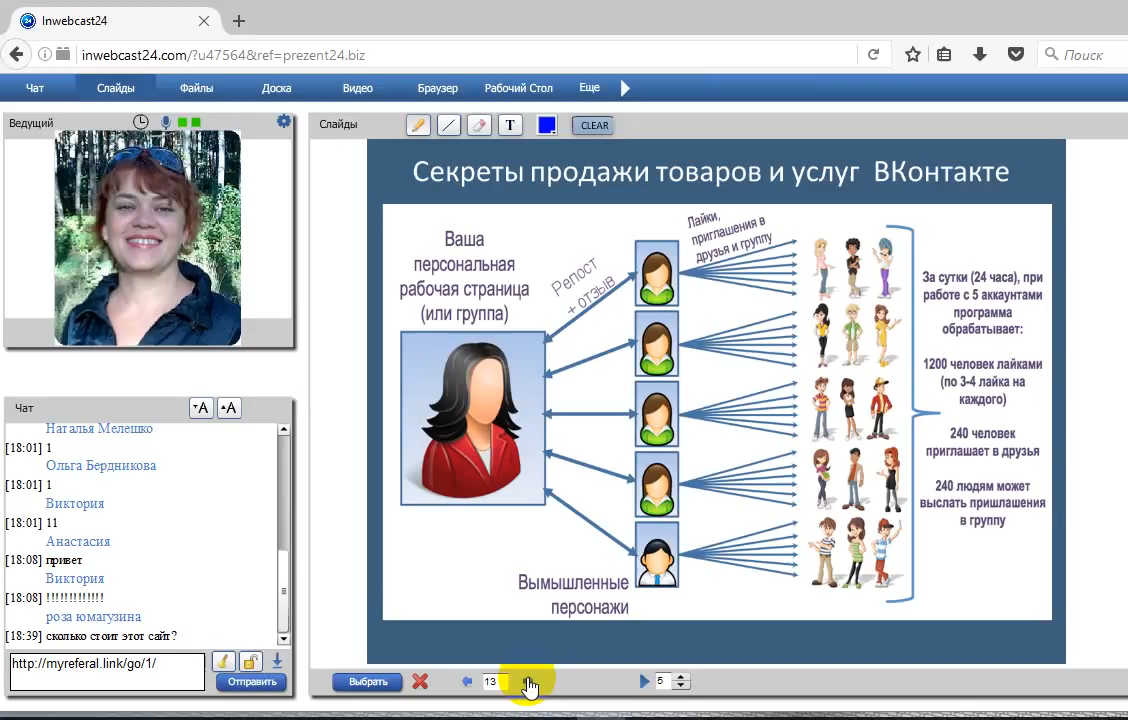 Inwebcast24
inwebcast24.com/?u47564&ref=prezent24.biz
Поиск
Чат
Слайды
Файлы
Доска
Видео
Браузер
Рабочий Стол
Еще
Ведущий
Слайды
T
CLEAR
Секреты продажи товаров и услуг ВКонтакте
Ваша
персональная
рабочая страница
(или группа)
Репост
+ отзыв
Лайки,
приглашения в
друзья и группу
Вымышленные
персонажи
За сутки (24 часа), при
работе с 5 аккаунтами
программа
обрабатывает:
1200 человек лайками
(по 3-4 лайка на
каждого)
240 человек
приглашает в друзья
240 людям может
выслать пришлашения
в группу
Чат
A
A
Наталья Мелешко
[18:01] 1
Ольга Бердникова
[18:01] 1
Виктория
[18:01] 11
Анастасия
[18:08] привет
Виктория
[18:08] !!!!!!!!!!!!!
роза юмагузина
[18:39] сколько стоит этот сайт?
http://myreferal.link/go/1/
Отправить
Выбрать
13
5